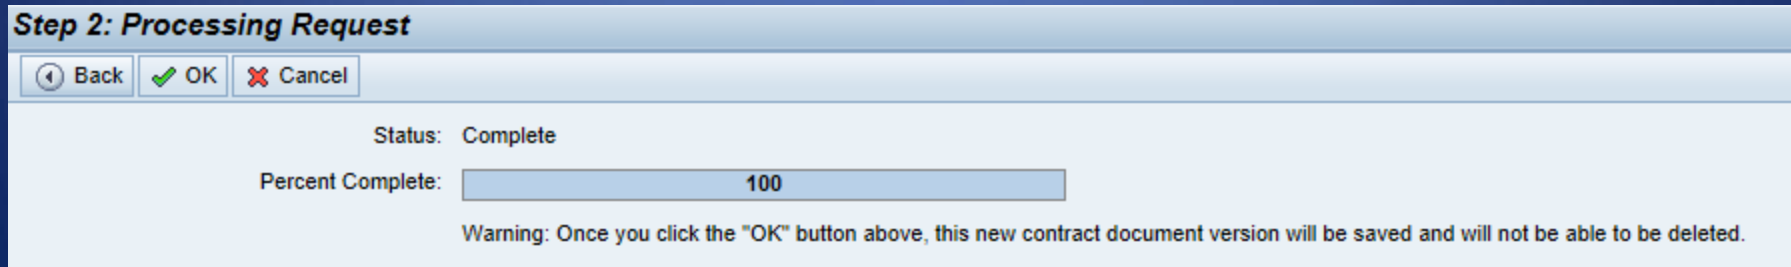 Step 2: Processing Request
Back OK Cancel
Status: Complete
Percent Complete: 100
Warning: Once you click the "OK" button above, this new contract document version will be saved and will not be able to be deleted.